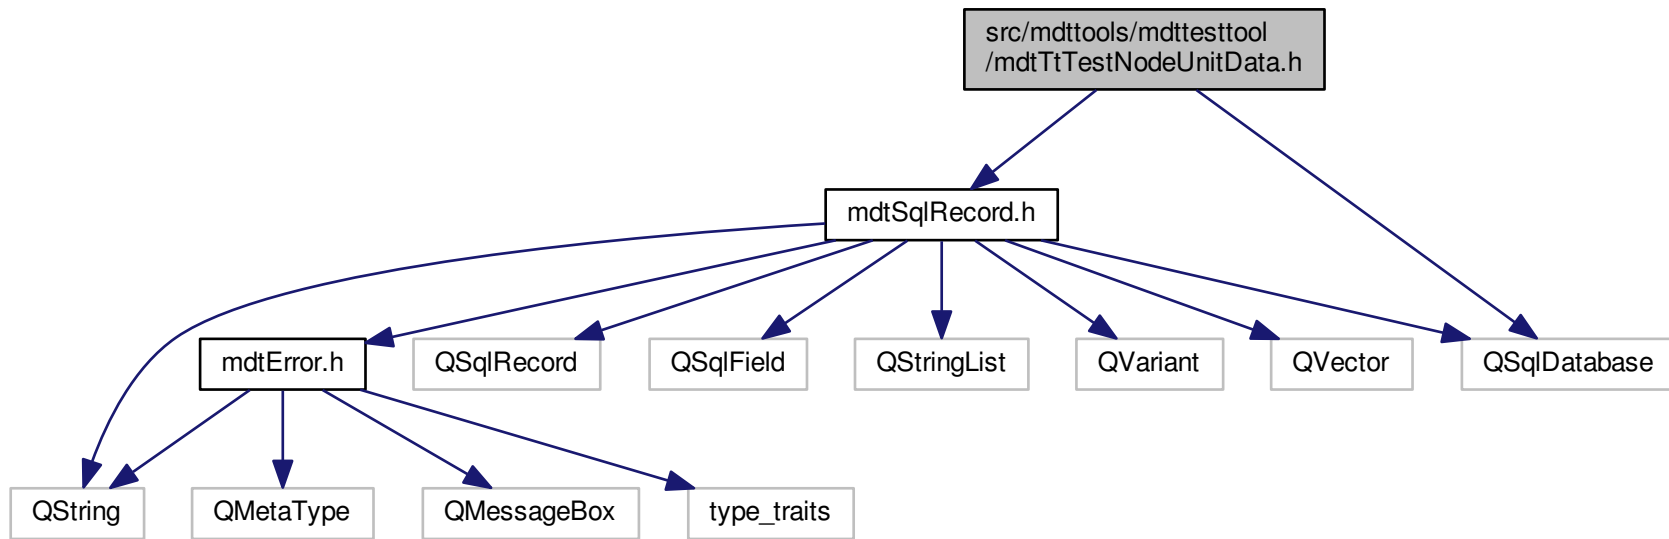 src/mdttools/mdttesttool
/mdtTtTestNodeUnitData.h
mdtSqlRecord.h
mdtError.h
QSqlRecord
QSqlField
QStringList
QVariant
QVector
QSqlDatabase
QString
QMetaType
QMessageBox
type_traits